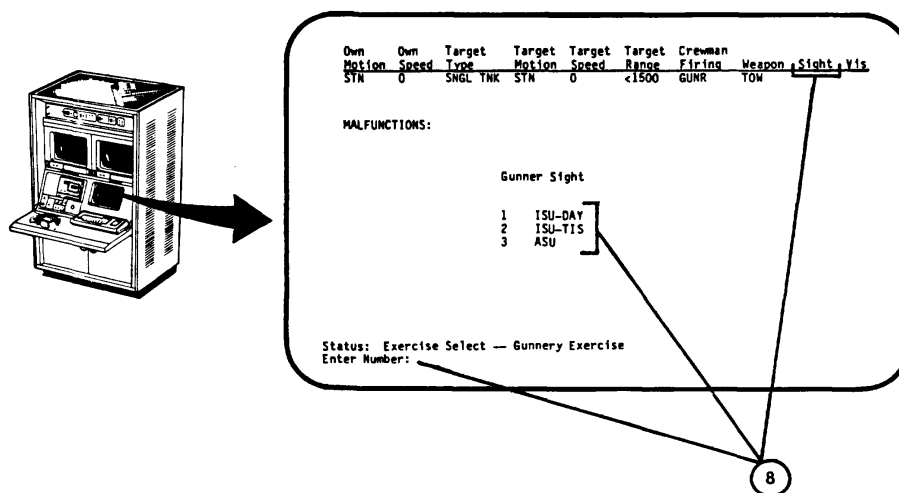 Own Own Target Target Target Target Crewman
Motion Speed Type Motion Speed Range Firing Weapon Sight Vis
STN 0 SNGL TNK STN 0 <1500 GUNR TOW
MALFUNCTIONS:
Gunner Sight
1 ISU-DAY
2 ISU-TIS
3 ASU
Status: Exercise Select -- Gunnery Exercise
Enter Number:
8